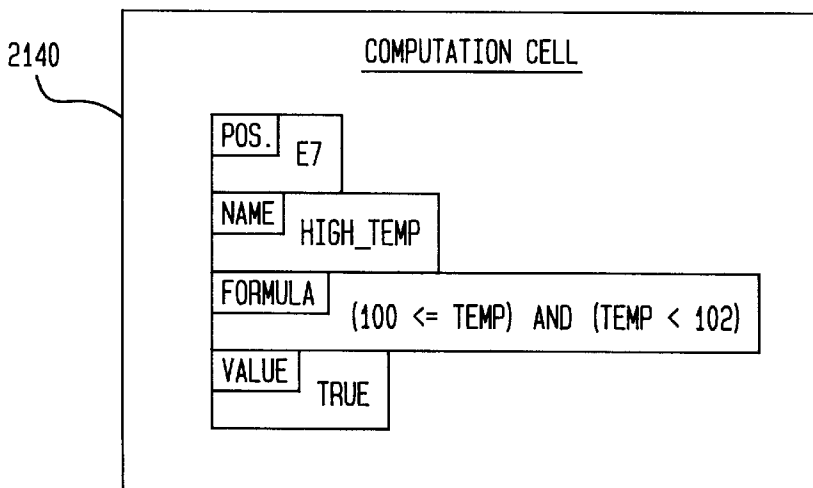 2140
COMPUTATION CELL
POS.
E7
NAME
HIGH_TEMP
FORMULA
(100 <= TEMP) AND (TEMP < 102)
VALUE
TRUE